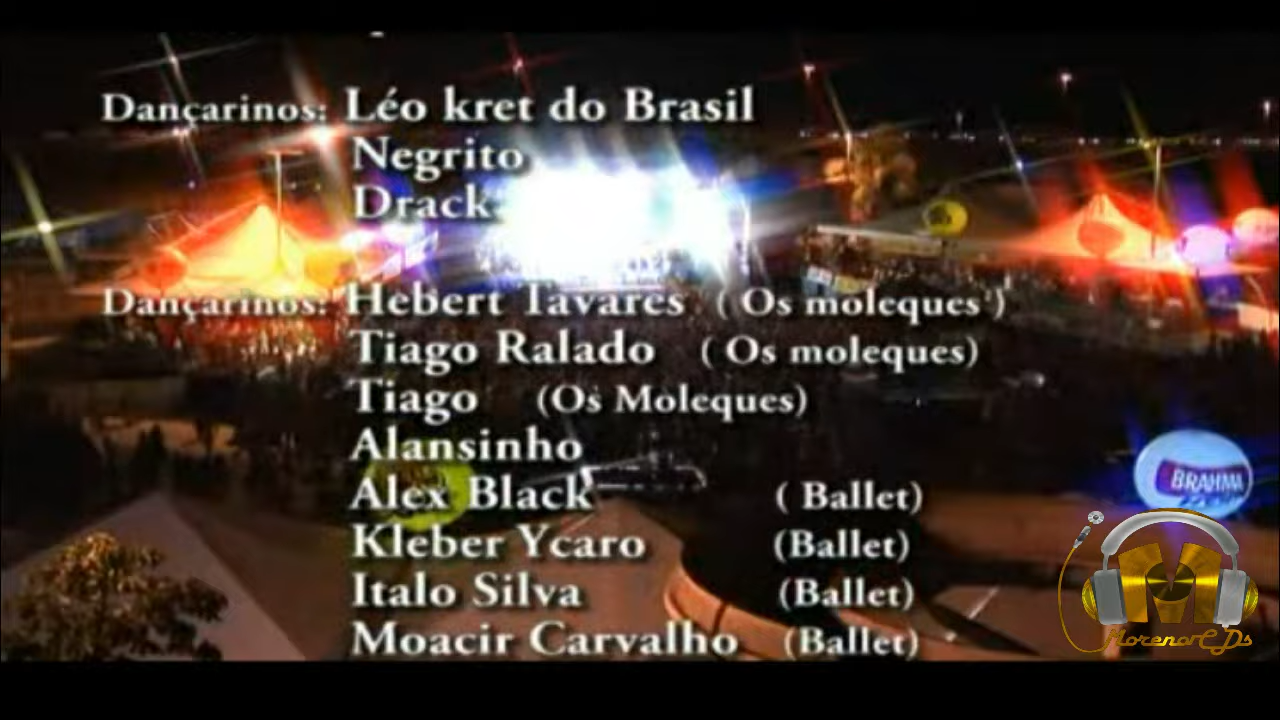 Dançarinos: Léo kret do Brasil
Negrito
Drack
Dançarinos: Hebert Tavares ( Os moleques )
Tiago Ralado ( Os moleques)
Tiago (Os Moleques)
Alansinho
Alex Black ( Ballet)
Kleber Ycaro (Ballet)
Italo Silva (Ballet)
Moacir Carvalho (Ballet)
BRAHMA
M
MorenorCDs